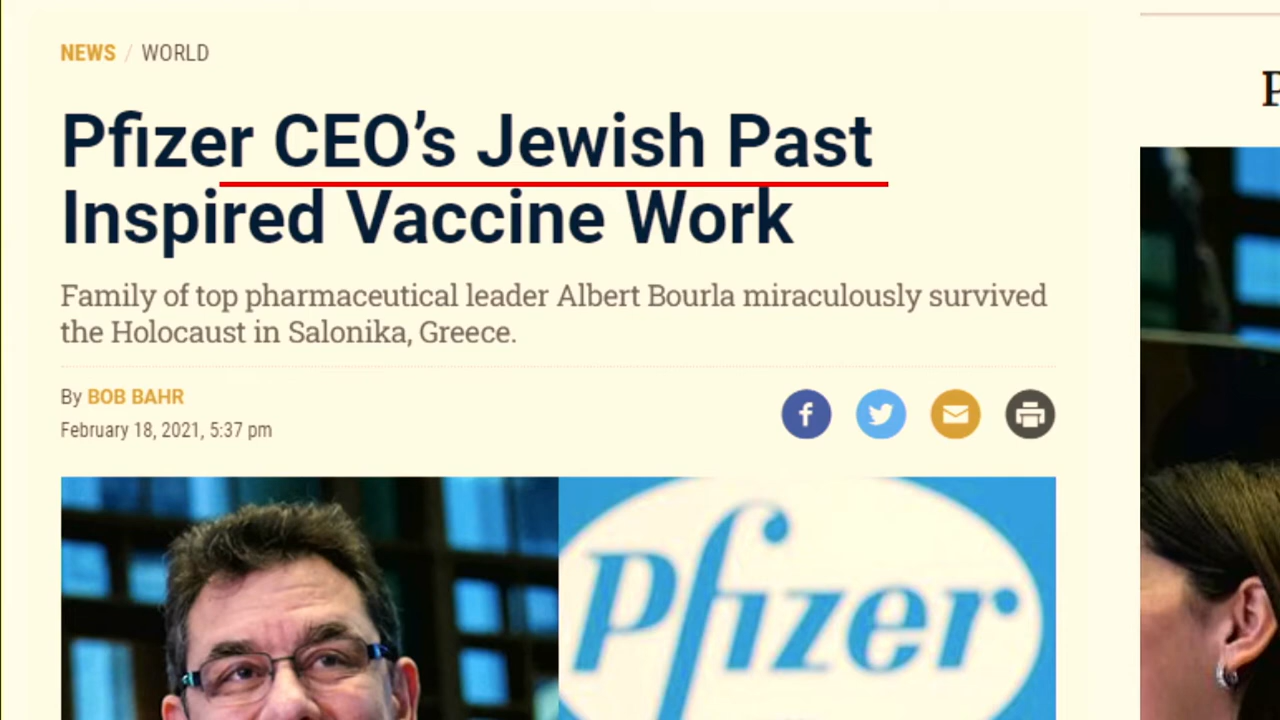 NEWS / WORLD
P
Pfizer CEO’s Jewish Past
Inspired Vaccine Work
Family of top pharmaceutical leader Albert Bourla miraculously survived
the Holocaust in Salonika, Greece.
By BOB BAHR
February 18, 2021, 5:37 pm
Pfizer